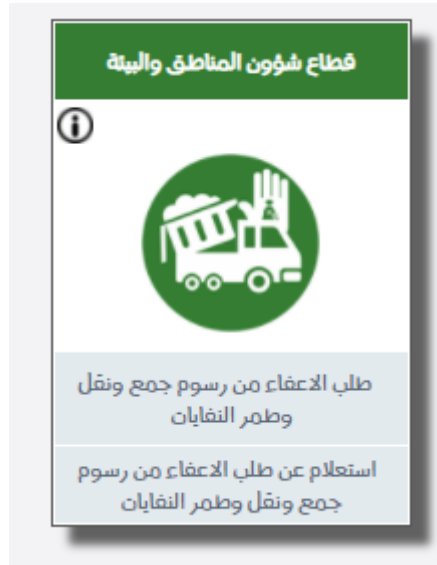 قطاع شؤون المناطق والبيئة
طلب الاعفاء من رسوم جمع ونقل
وطمر النفايات
استعلام عن طلب الاعفاء من رسوم
جمع ونقل وطمر النفايات